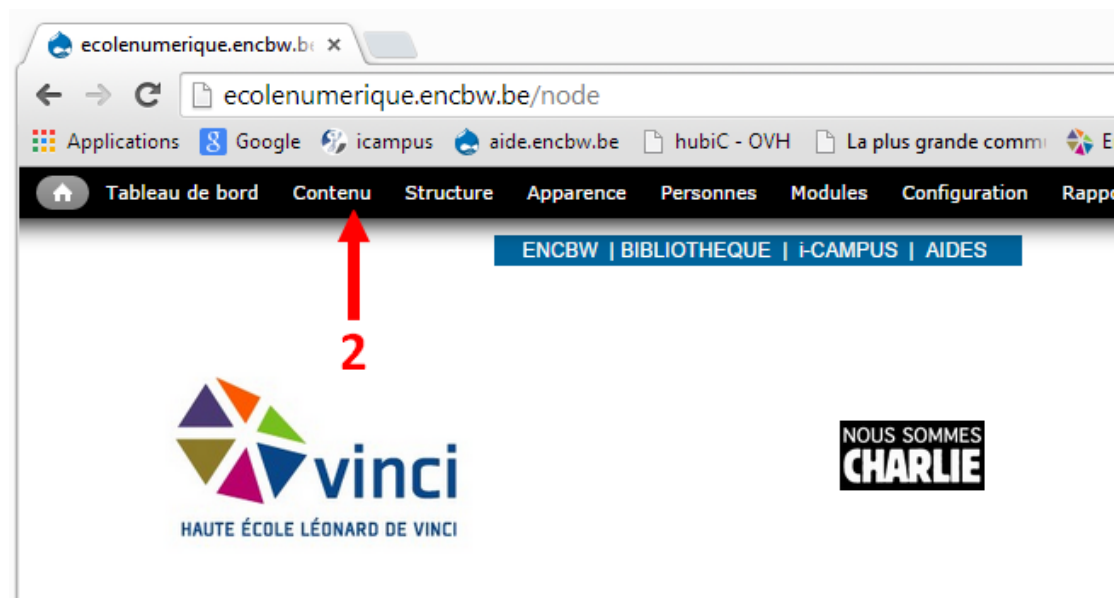 ecolenumerique.encbw.be
ecolenumerique.encbw.be/node
Applications Google icampus aide.encbw.be hubiC - OVH La plus grande comm E
Tableau de bord Contenu Structure Apparence Personnes Modules Configuration Rappo
ENCBW | BIBLIOTHEQUE | i-CAMPUS | AIDES
2
NOUS SOMMES
CHARLIE
vinci
HAUTE ÉCOLE LÉONARD DE VINCI